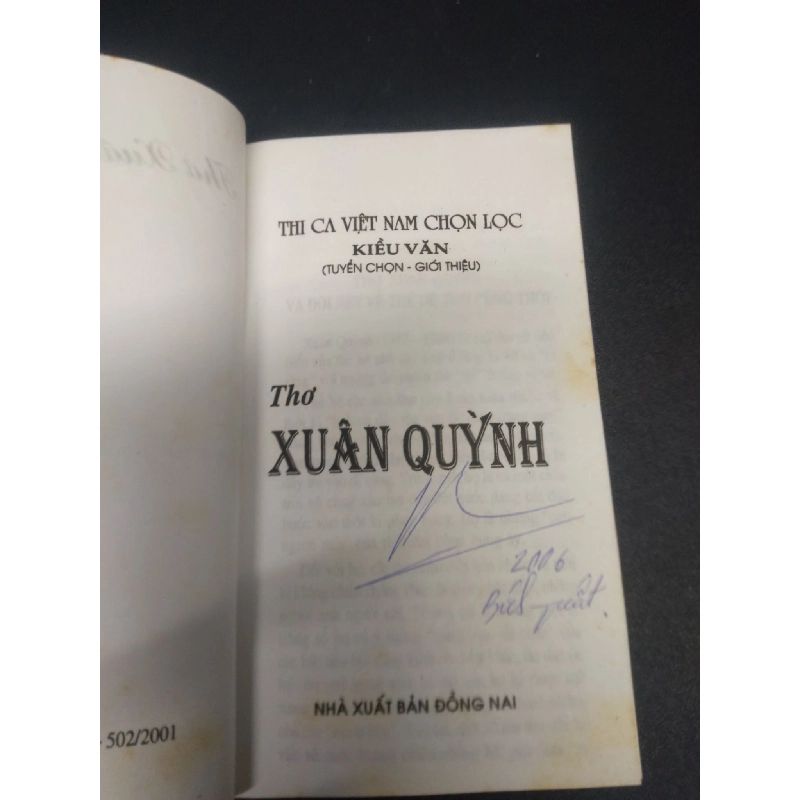 THI CA VIỆT NAM CHỌN LỌC
KIỀU VĂN
(TUYỂN CHỌN - GIỚI THIỆU)
Thơ
XUÂN QUỲNH
2006
NHÀ XUẤT BẢN ĐỒNG NAI
502/2001